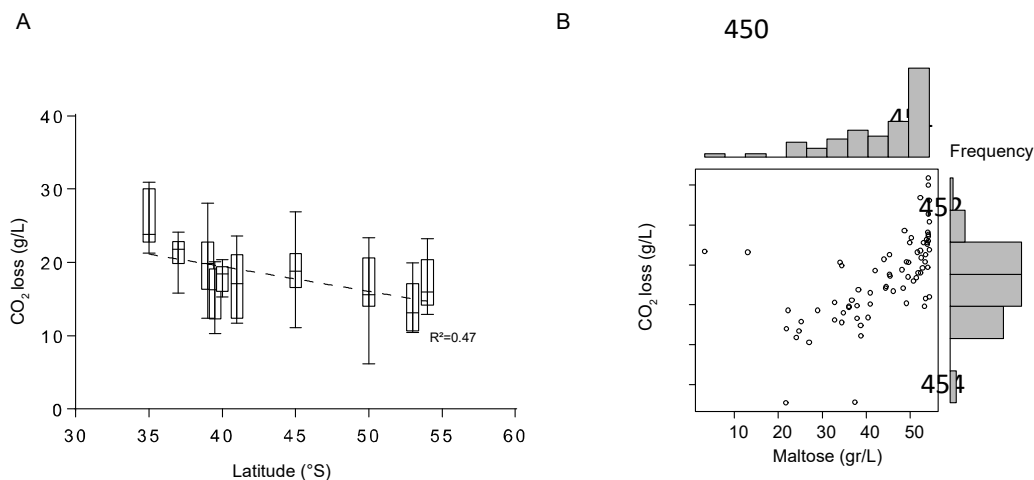 A
B
450
40
30
20
10
0
CO2 loss (g/L)
R²=0.47
30 35 40 45 50 55 60
Latitude (°S)
Frequency
452
454
CO2 loss (g/L)
10 20 30 40 50
Maltose (gr/L)